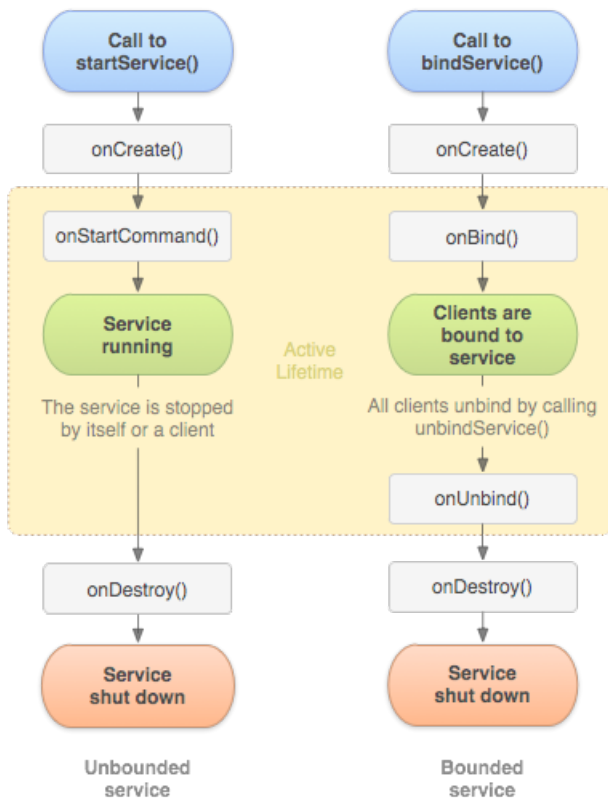 Call to
startService()
onCreate()
onStartCommand()
Service
running
The service is stopped
by itself or a client
onDestroy()
Service
shut down
Unbounded
service
Active
Lifetime
Call to
bindService()
onCreate()
onBind()
Clients are
bound to
service
All clients unbind by calling
unbindService()
onUnbind()
onDestroy()
Service
shut down
Bounded
service